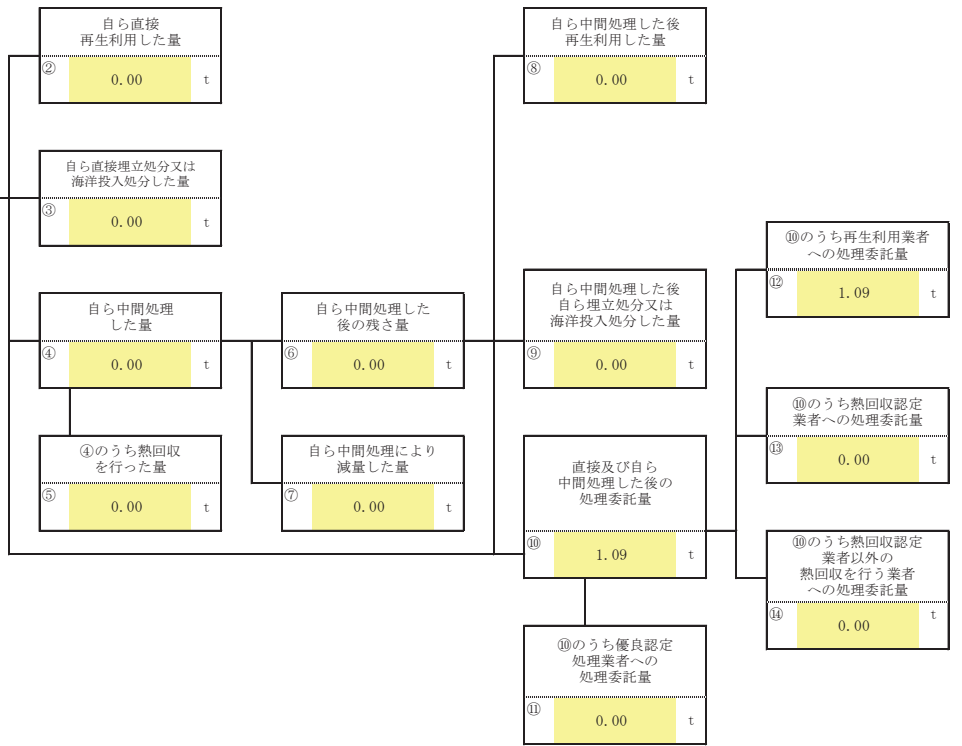 自ら直接
再生利用した量
②
0.00
t
自ら直接埋立処分又は
海洋投入処分した量
③
0.00
t
自ら中間処理
した量
④
0.00
t
④のうち熱回収
を行った量
⑤
0.00
t
自ら中間処理した
後の残さ量
⑥
0.00
t
自ら中間処理により
減量した量
⑦
0.00
t
自ら中間処理した後
再生利用した量
⑧
0.00
t
自ら中間処理した後
自ら埋立処分又は
海洋投入処分した量
⑨
0.00
t
直接及び自ら
中間処理した後の
処理委託量
⑩
1.09
t
⑩のうち優良認定
処理業者への
処理委託量
⑪
0.00
t
⑩のうち再生利用業者
への処理委託量
⑫
1.09
t
⑩のうち熱回収認定
業者への処理委託量
⑬
0.00
t
⑩のうち熱回収認定
業者以外の
熱回収を行う業者
への処理委託量
⑭
0.00
t